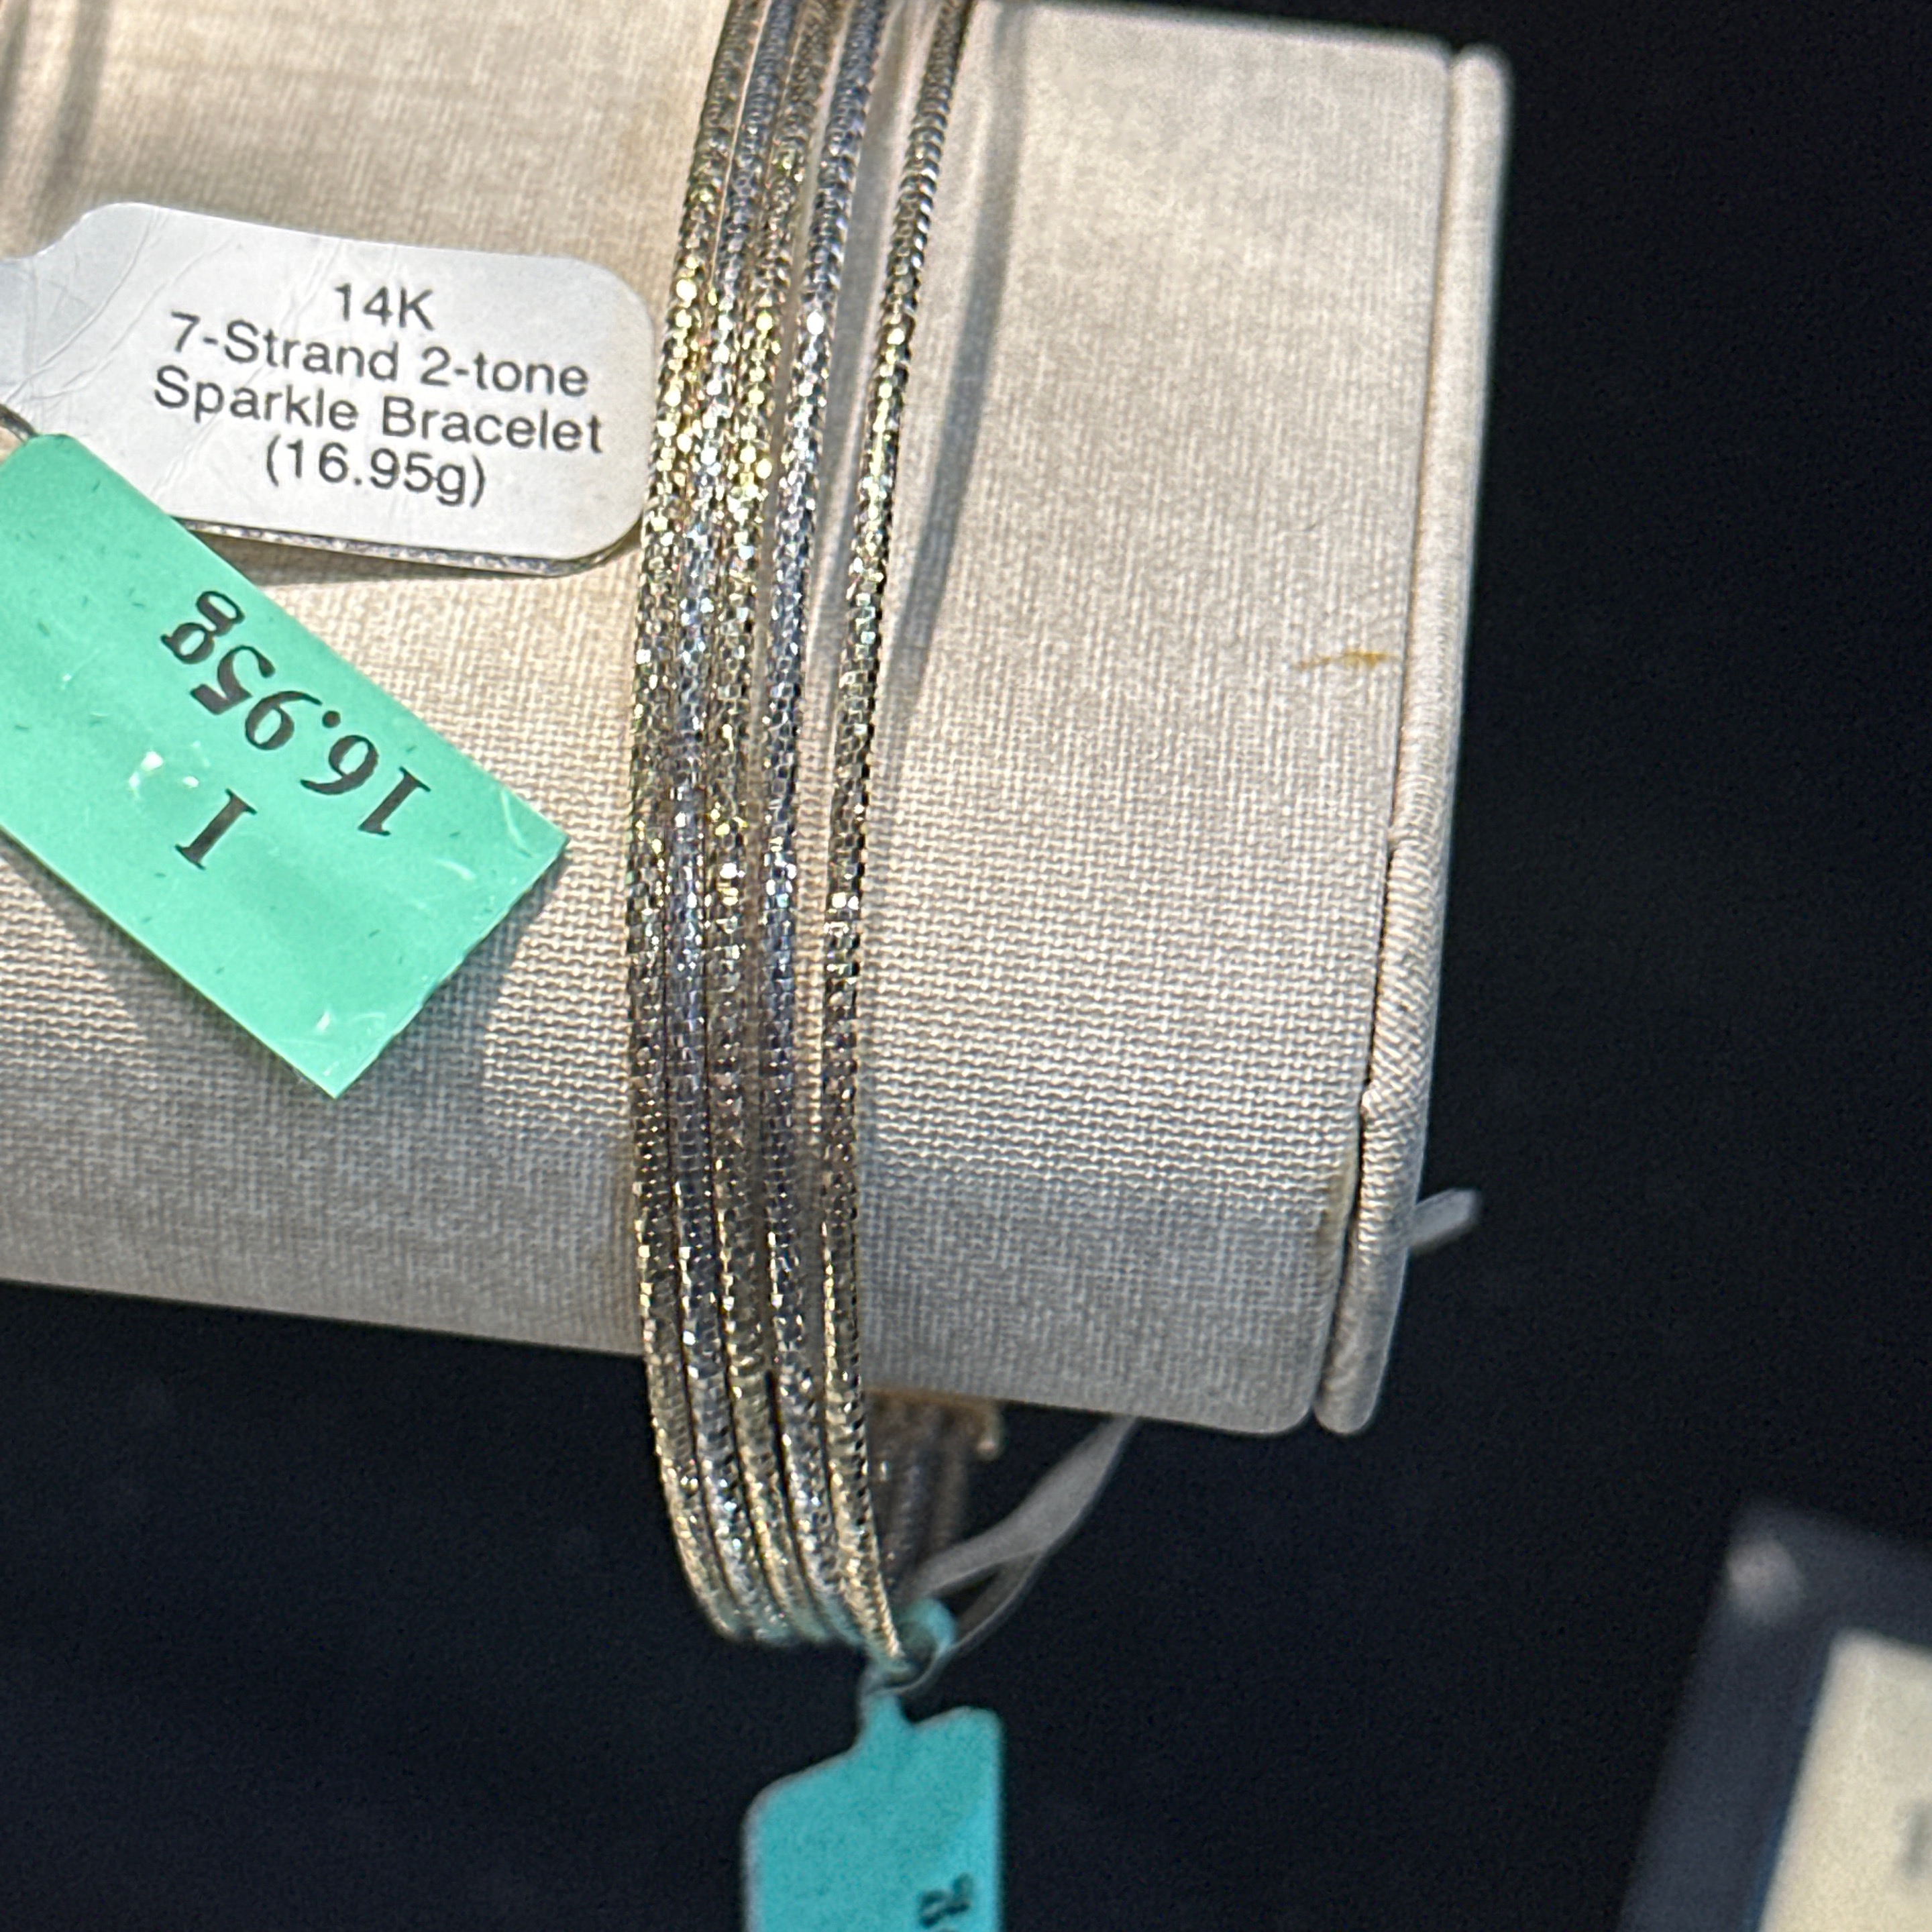 14K
7-Strand 2-tone
Sparkle Bracelet
(16.95g)
I
16.95g